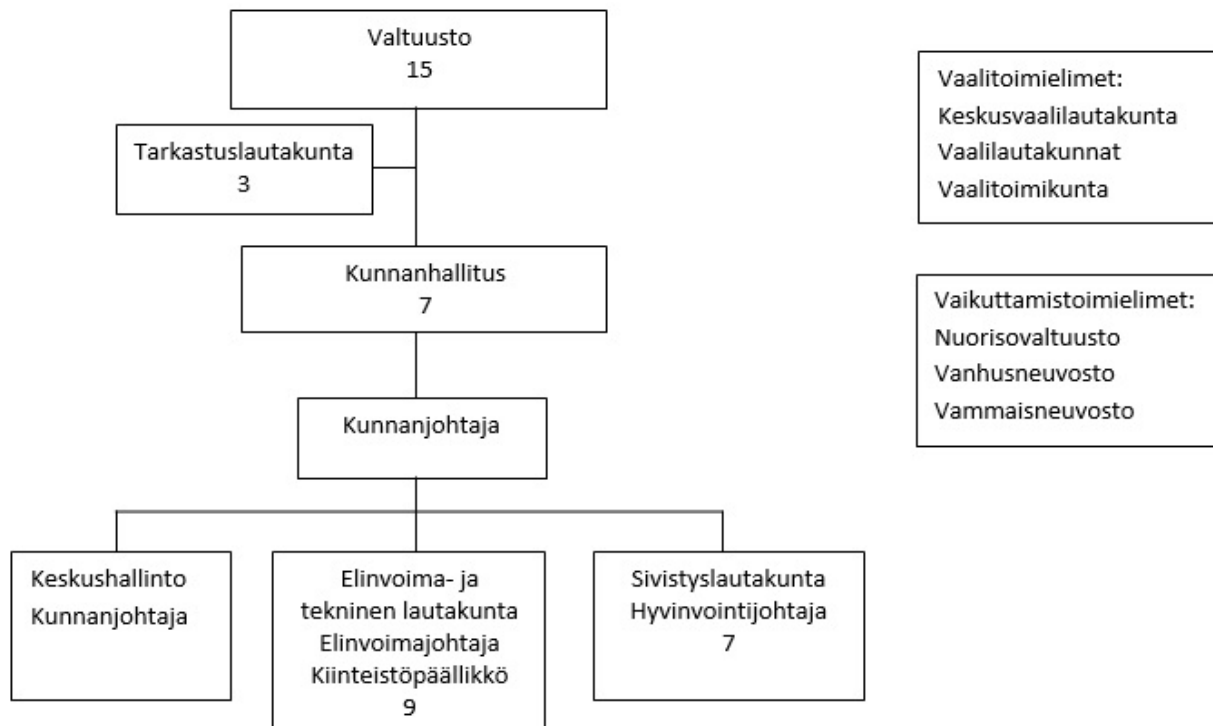 Valtuusto
15
Tarkastuslautakunta
3
Kunnanhallitus
7
Kunnanjohtaja
Keskushallinto
Kunnanjohtaja
Elinvoima- ja
tekninen lautakunta
Elinvoimajohtaja
Kiinteistöpäällikkö
9
Sivistyslautakunta
Hyvinvointijohtaja
7
Vaalitoimielimet:
Keskusvaalilautakunta
Vaalilautakunnat
Vaalitoimikunta
Vaikuttamistoimielimet:
Nuorisovaltuusto
Vanhusneuvosto
Vammaisneuvosto